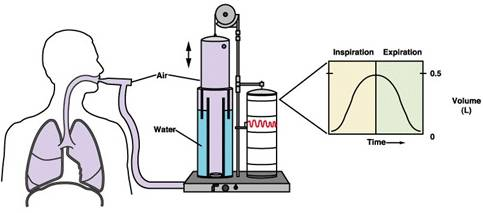 Air
Water
Inspiration Expiration
0.5
Volume
(L)
0
Time